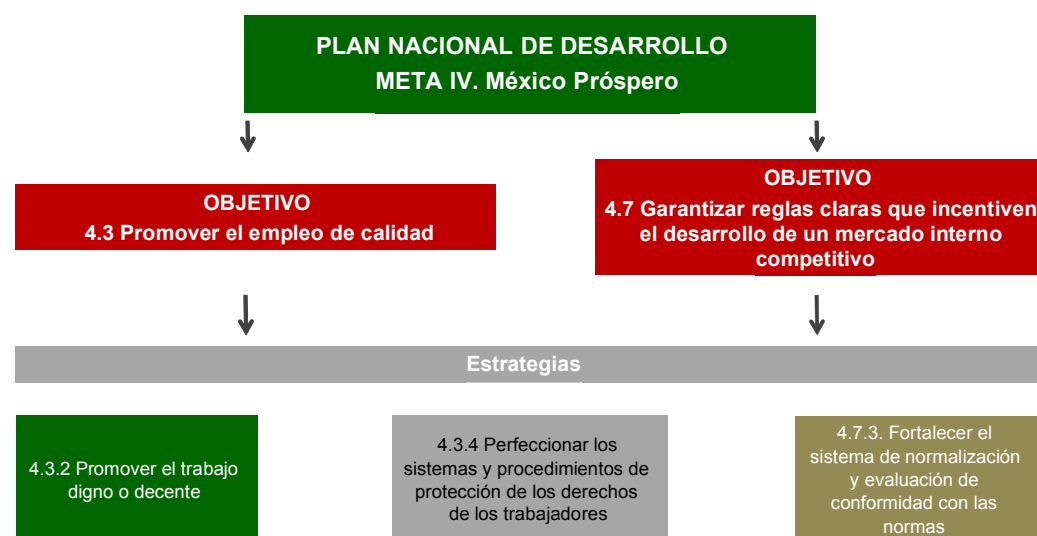 PLAN NACIONAL DE DESARROLLO
META IV. México Próspero
OBJETIVO
4.3 Promover el empleo de calidad
OBJETIVO
4.7 Garantizar reglas claras que incentiven
el desarrollo de un mercado interno
competitivo
Estrategias
4.3.2 Promover el trabajo
digno o decente
4.3.4 Perfeccionar los
sistemas y procedimientos de
protección de los derechos
de los trabajadores
4.7.3. Fortalecer el
sistema de normalización
y evaluación de
conformidad con las
normas